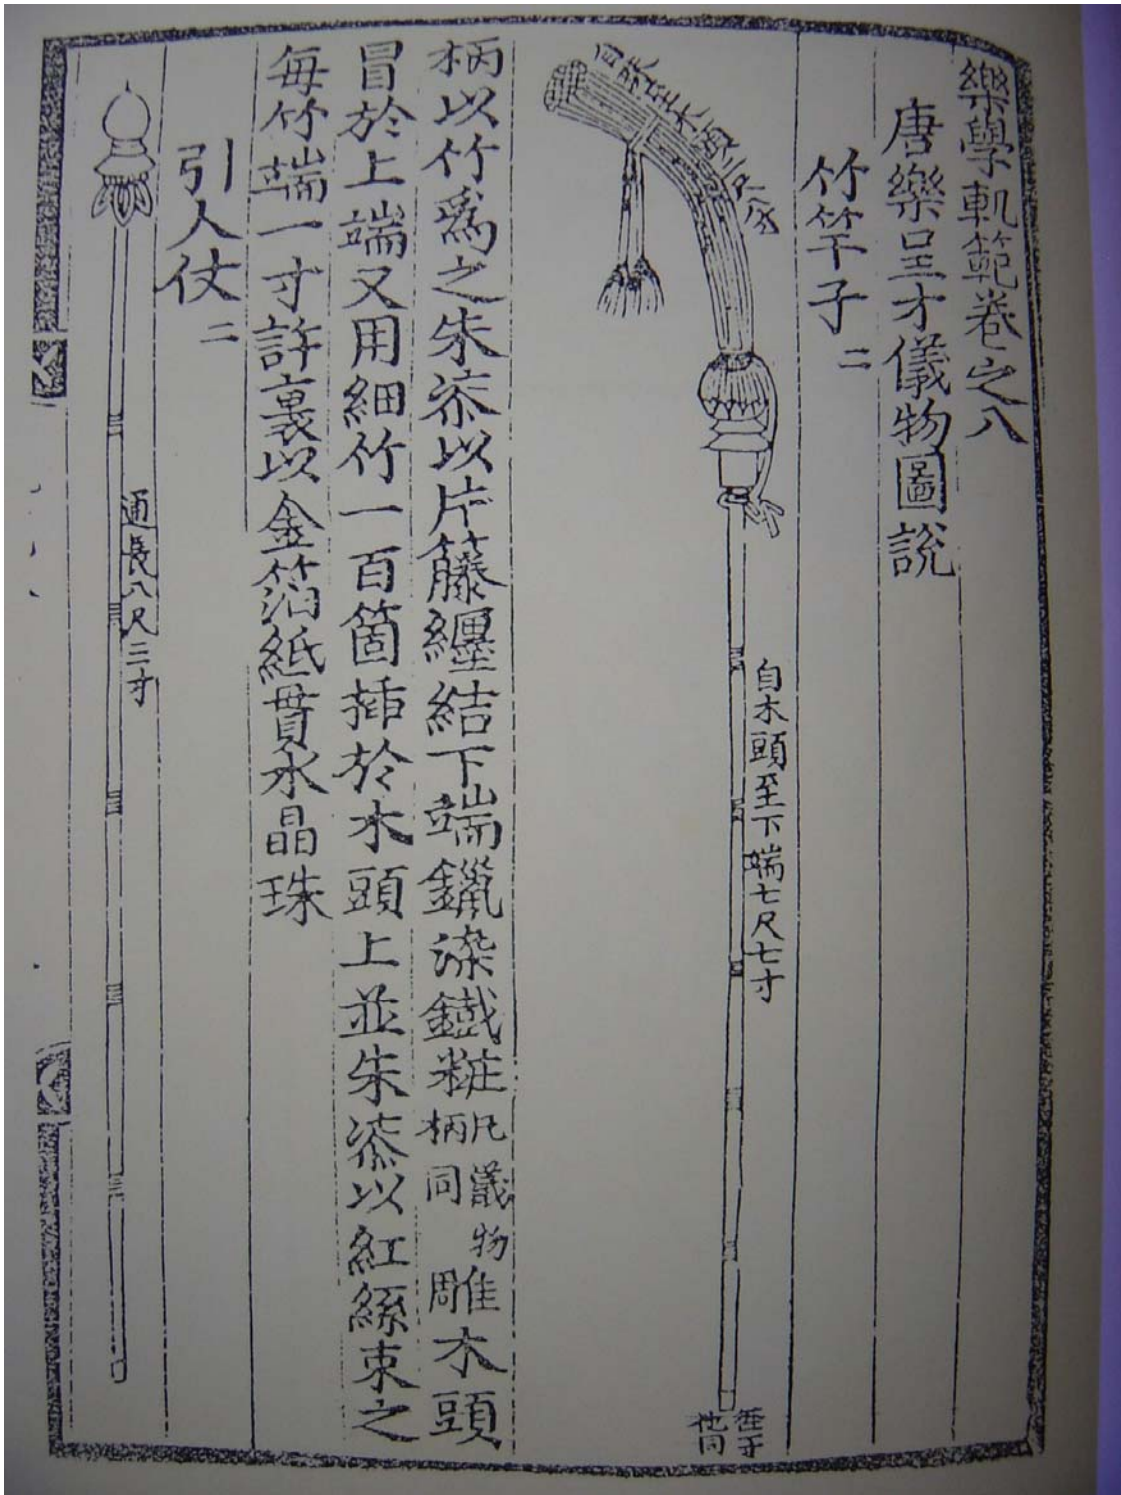 樂學軌範卷之八
唐樂呈才儀物圖說
竹竿子二
自木頭至下端七尺七寸
柄以竹爲之朱漆以片籐纏結下端鑞染鐵粧凡儀物柄同雕木頭
冒於上端又用細竹一百箇揷於木頭上並朱漆以紅絲束之
每竹端一寸許裹以金箔紙貫水晶珠
引人仗二
通長八尺三寸